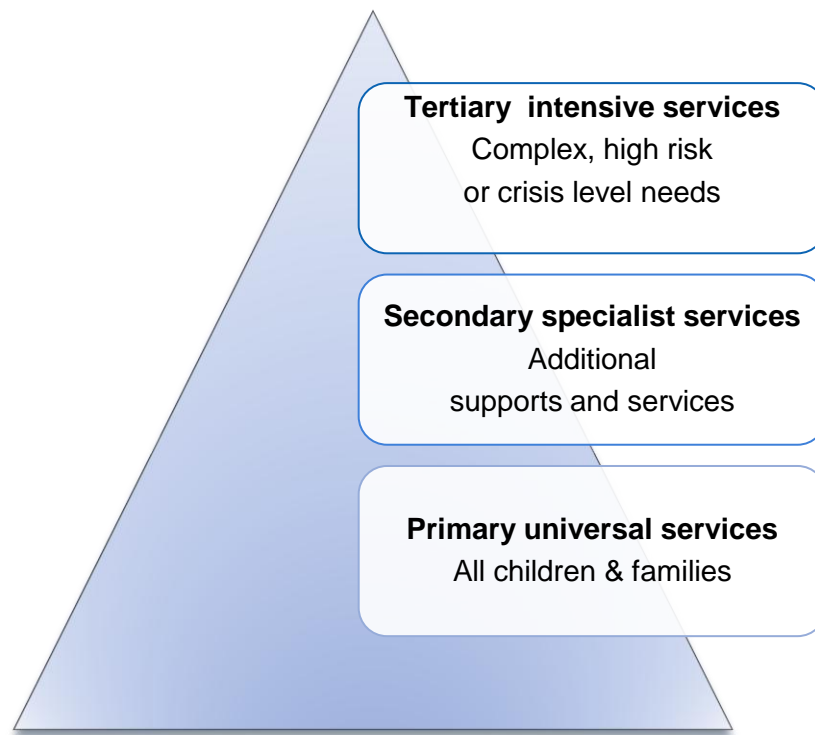 Tertiary  intensive services
Complex, high risk
or crisis level needs
Secondary specialist services
Additional
supports and services
Primary universal services
All children & families